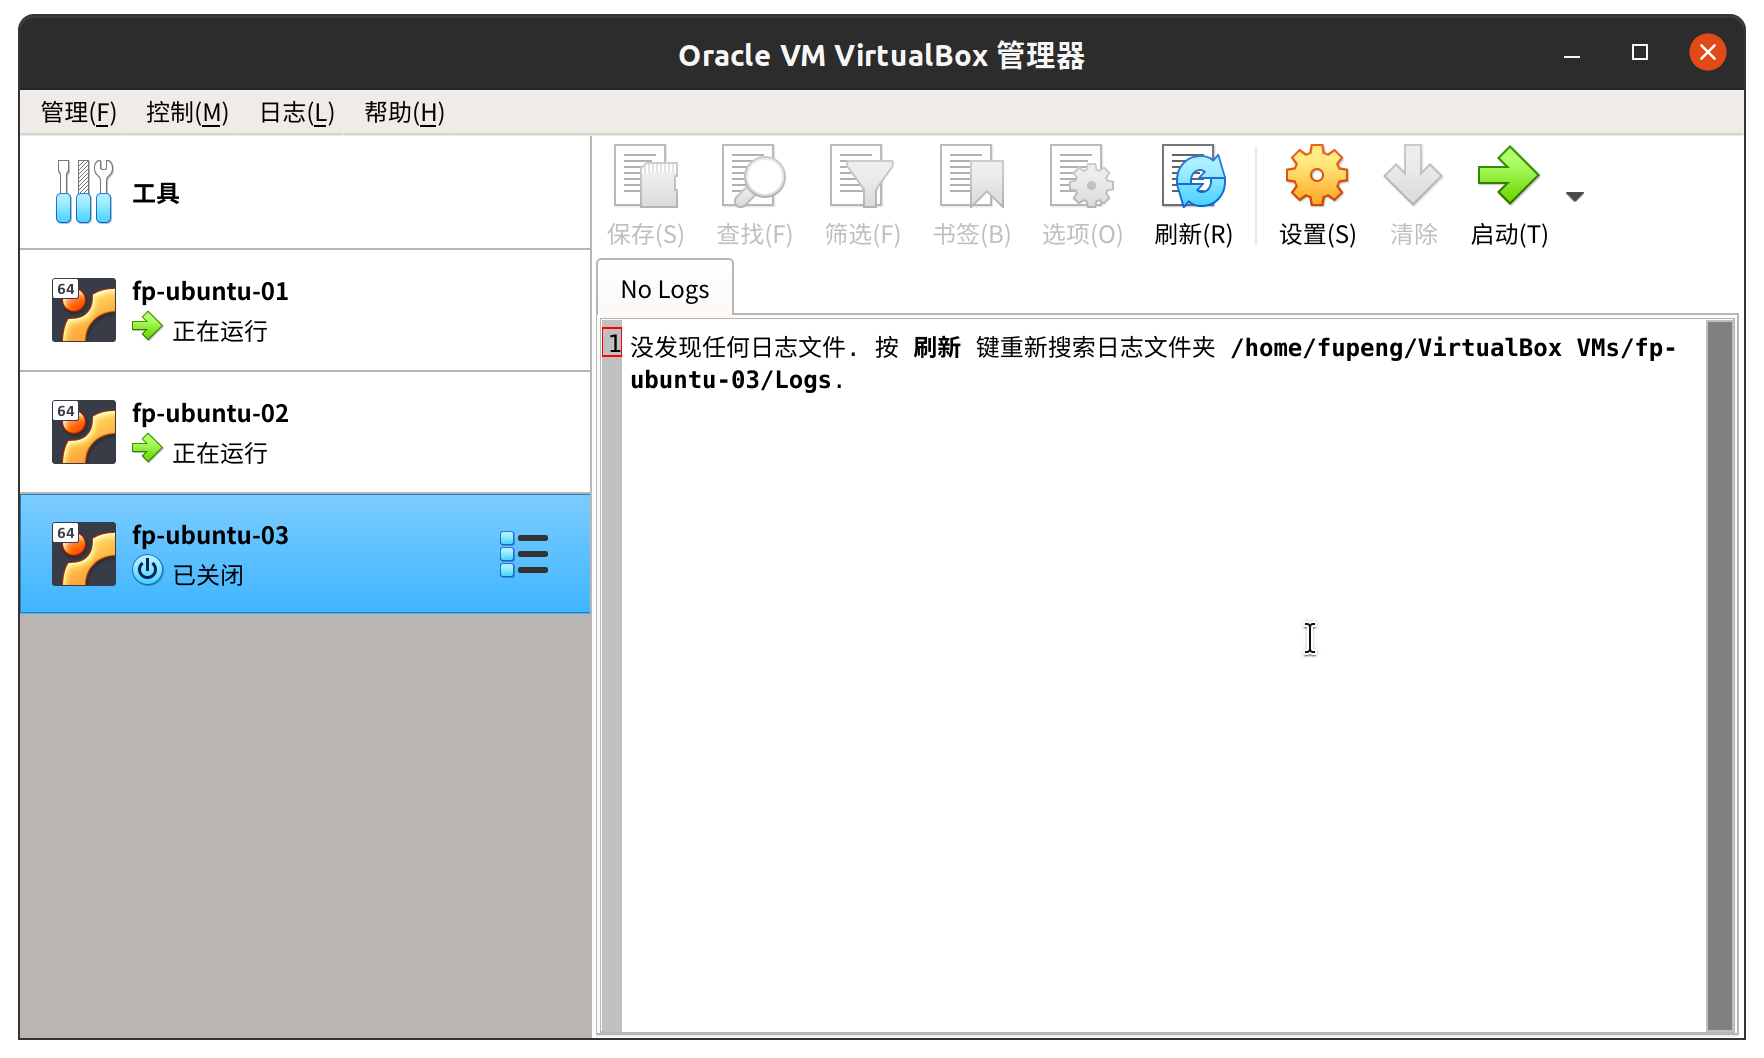 Oracle VM VirtualBox 管理器
管理(F) 控制(M) 日志(L) 帮助(H)
工具
64
fp-ubuntu-01
正在运行
64
fp-ubuntu-02
正在运行
64
fp-ubuntu-03
已关闭
保存(S) 查找(F) 筛选(F) 书签(B) 选项(O) 刷新(R) 设置(S) 清除 启动(T)
No Logs
1 没发现任何日志文件. 按 刷新 键重新搜索日志文件夹 /home/fupeng/VirtualBox VMs/fp-
ubuntu-03/Logs.